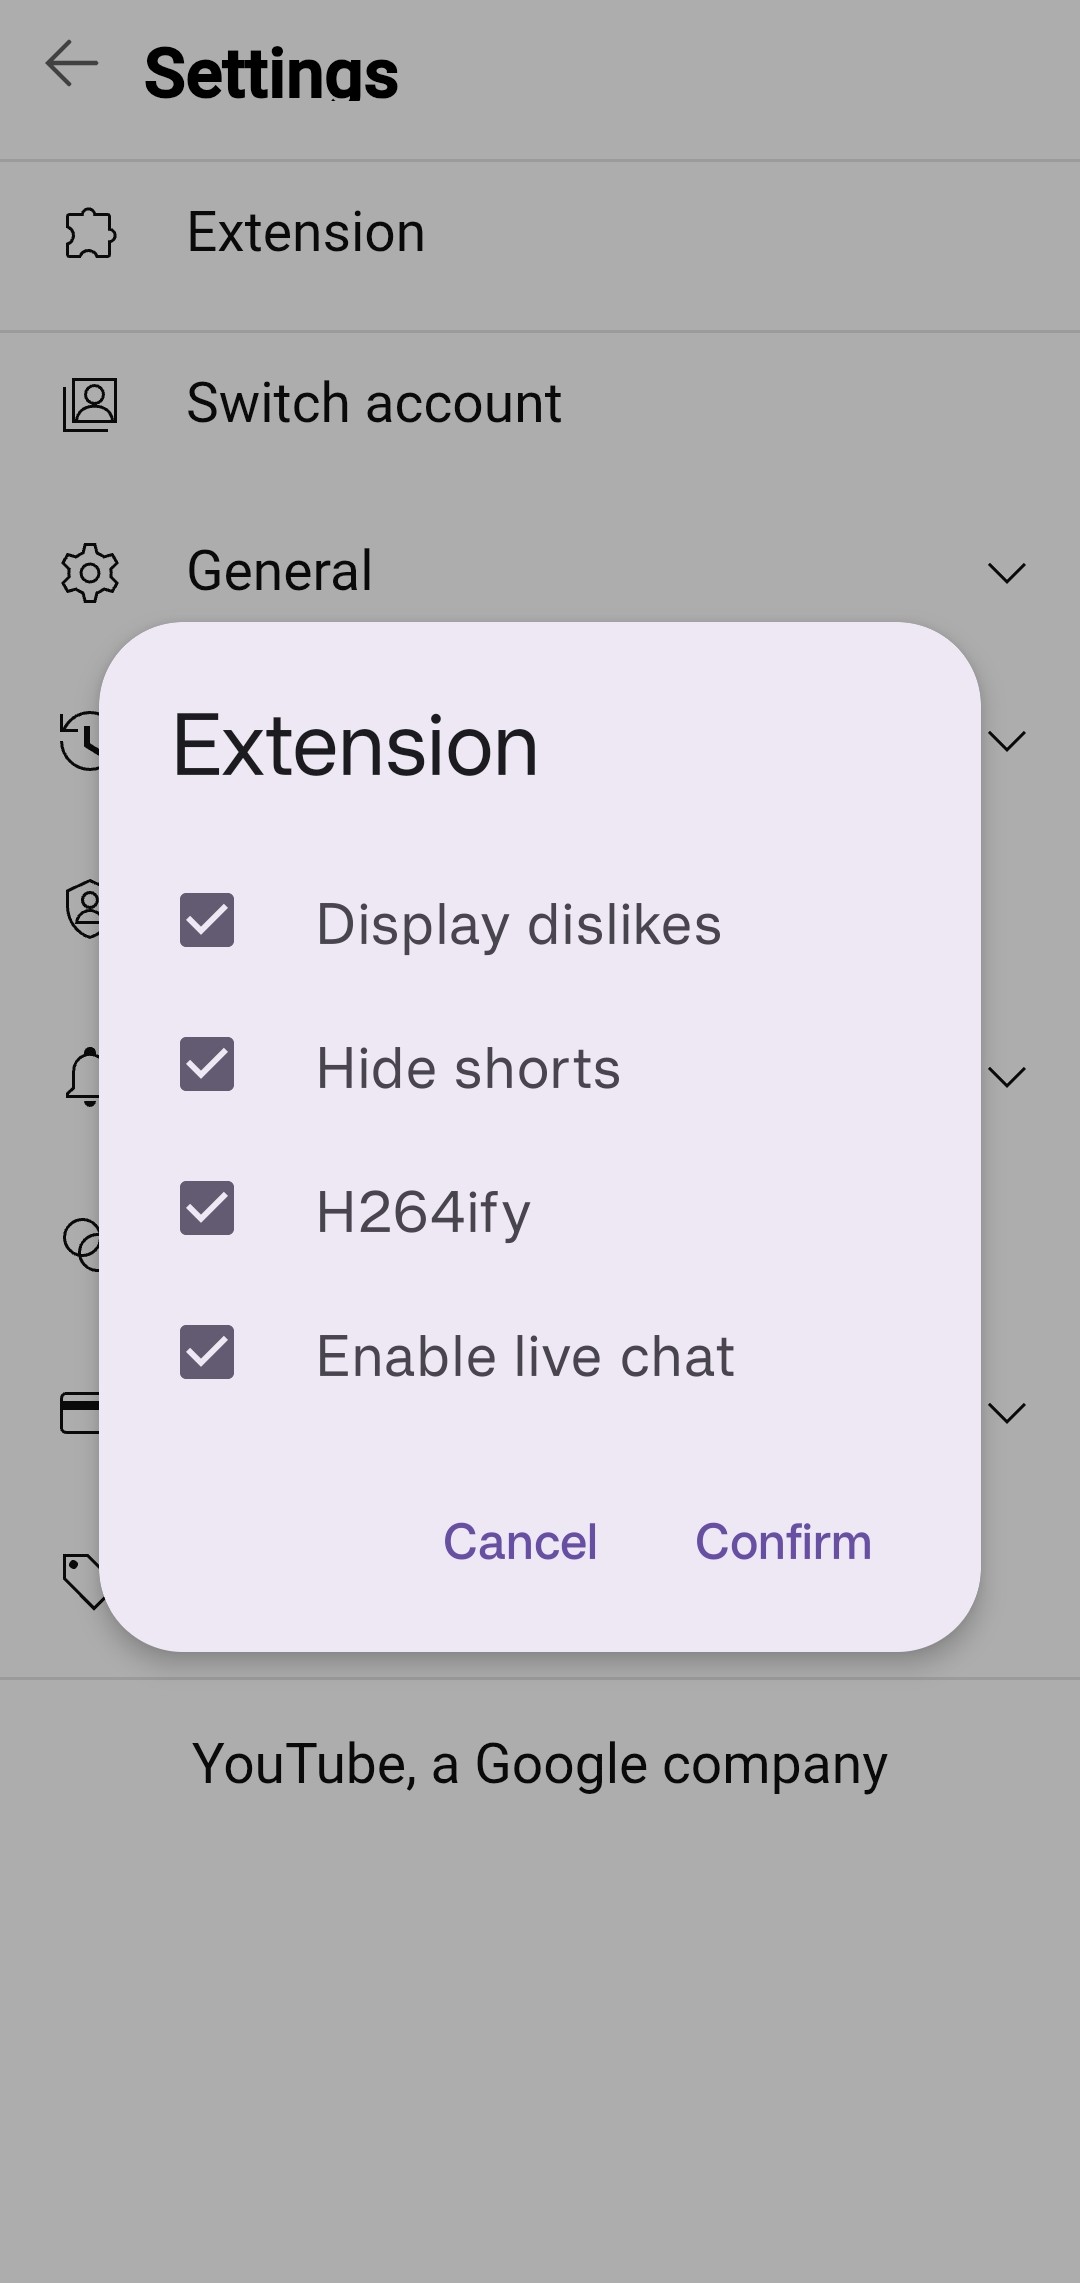 Settings
Extension
Switch account
General
Extension
Display dislikes
Hide shorts
H264ify
Enable live chat
Cancel
Confirm
YouTube, a Google company